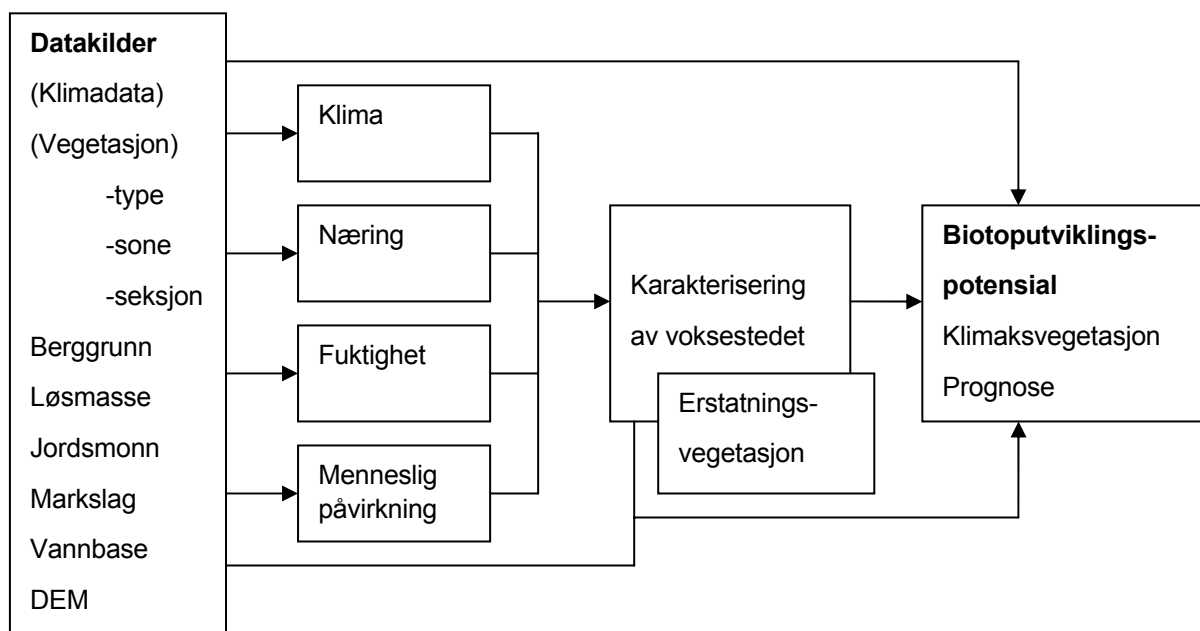 Datakilder
(Klimadata)
(Vegetasjon)
-type
-sone
-seksjon
Berggrunn
Løsmasse
Jordsmonn
Markslag
Vannbase
DEM
Klima
Næring
Fuktighet
Menneslig
påvirkning
Karakterisering
av voksestedet
Erstatnings-
vegetasjon
Biotoputviklings-
potensial
Klimaksvegetasjon
Prognose